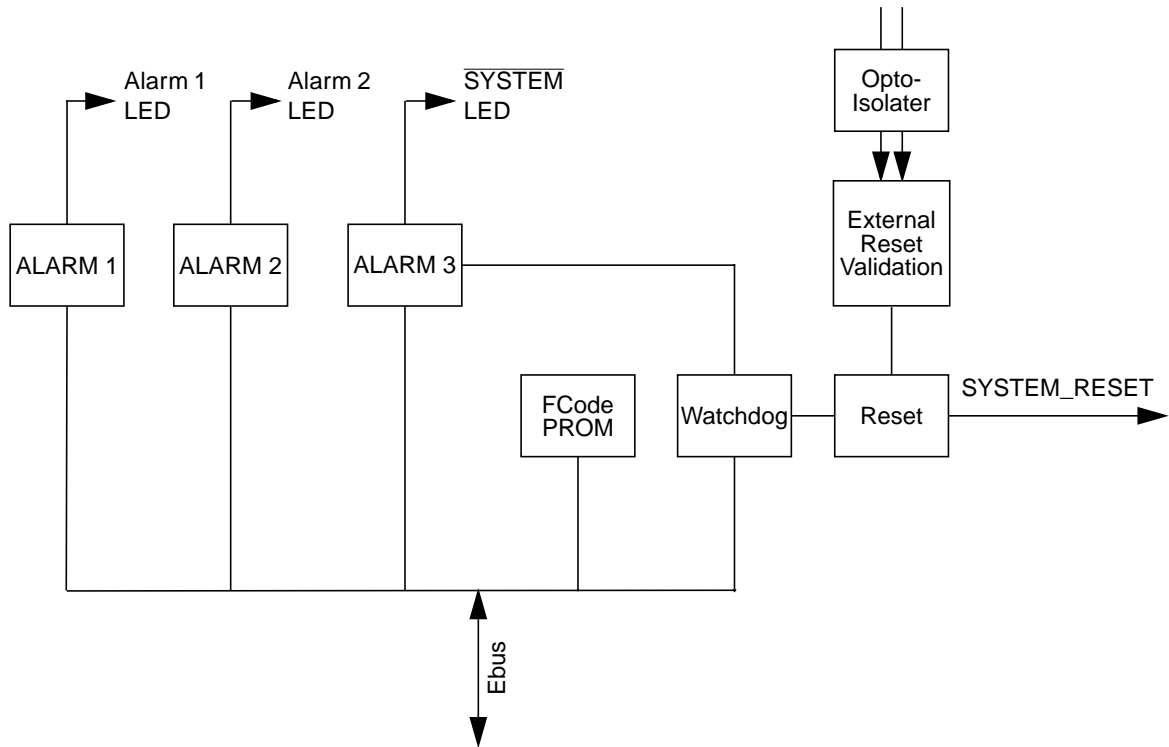 Alarm 1
LED
Alarm 2
LED
SYSTEM
LED
Opto-
Isolater
External
Reset
Validation
ALARM 1
ALARM 2
ALARM 3
FCode
PROM
Watchdog
Reset
SYSTEM_RESET
Ebus